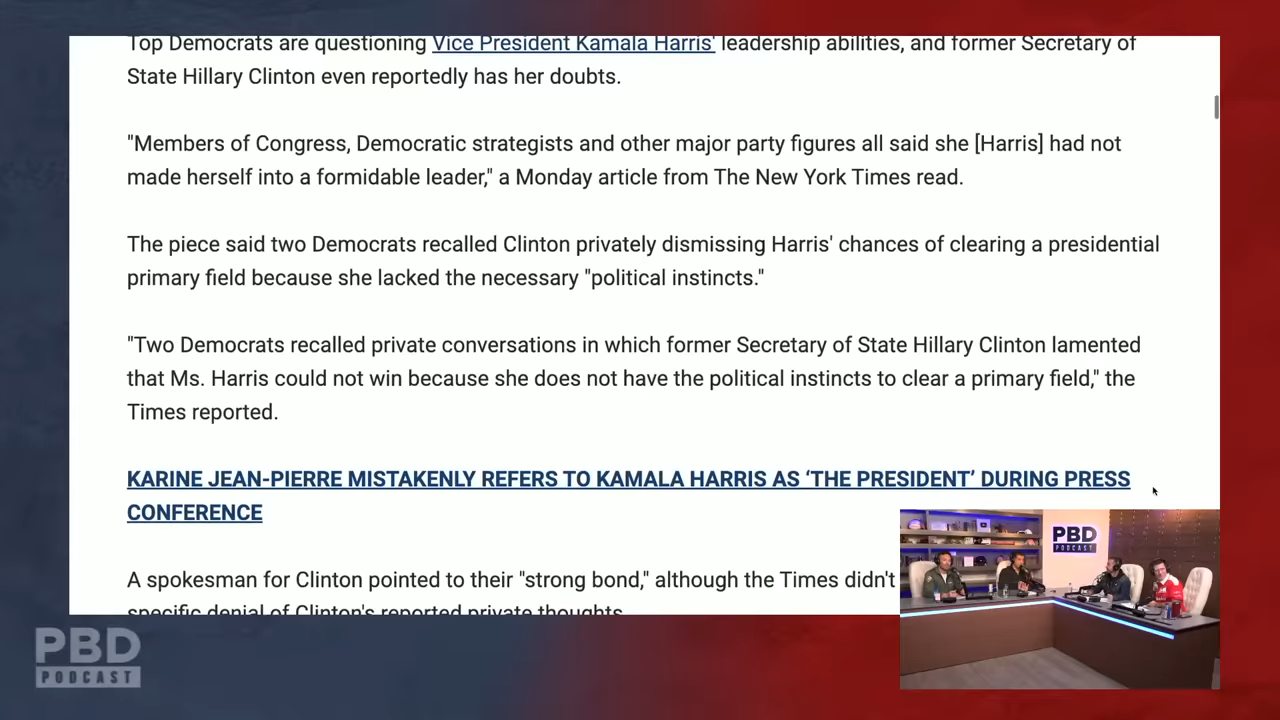 Top Democrats are questioning Vice President Kamala Harris' leadership abilities, and former Secretary of
State Hillary Clinton even reportedly has her doubts.
"Members of Congress, Democratic strategists and other major party figures all said she [Harris] had not
made herself into a formidable leader," a Monday article from The New York Times read.
The piece said two Democrats recalled Clinton privately dismissing Harris' chances of clearing a presidential
primary field because she lacked the necessary "political instincts."
"Two Democrats recalled private conversations in which former Secretary of State Hillary Clinton lamented
that Ms. Harris could not win because she does not have the political instincts to clear a primary field," the
Times reported.
KARINE JEAN-PIERRE MISTAKENLY REFERS TO KAMALA HARRIS AS ‘THE PRESIDENT’ DURING PRESS
CONFERENCE
A spokesman for Clinton pointed to their "strong bond," although the Times didn't
specific denial of Clinton's reported private thoughts.
PBD
PODCAST
PBD
PODCAST